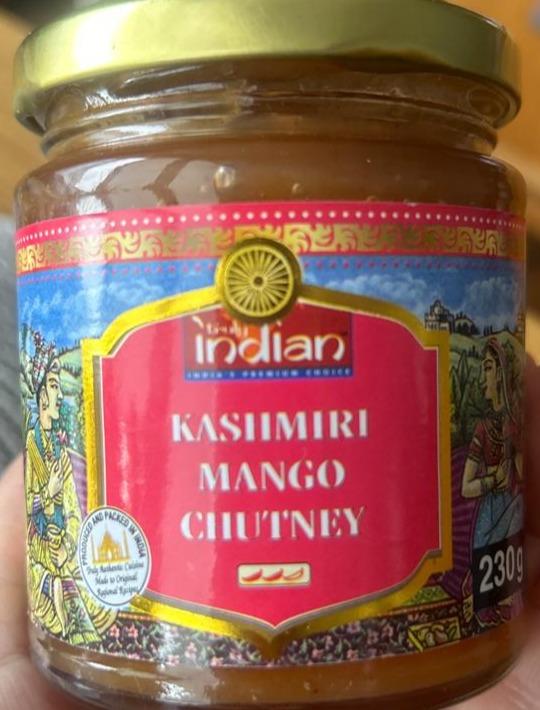 truly
indian
INDIA'S PREMIUM CHOICE
KASHMIRI
MANGO
CHUTNEY
PRODUCED AND PACKED IN INDIA
Truly Authentic Cuisine
Made to Original
Regional Recipes
230g